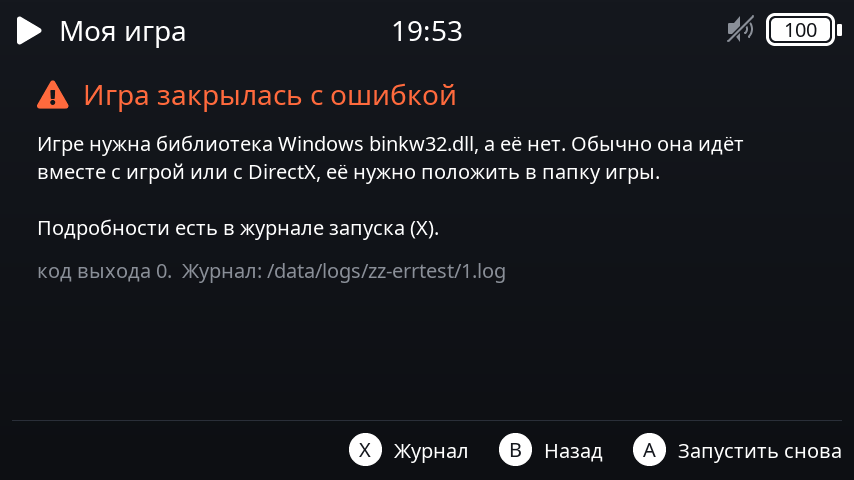 Моя игра
19:53
100
Игра закрылась с ошибкой
Игре нужна библиотека Windows binkw32.dll, а её нет. Обычно она идёт
вместе с игрой или с DirectX, её нужно положить в папку игры.
Подробности есть в журнале запуска (X).
код выхода 0.  Журнал: /data/logs/zz-errtest/1.log
X Журнал
B Назад
A Запустить снова